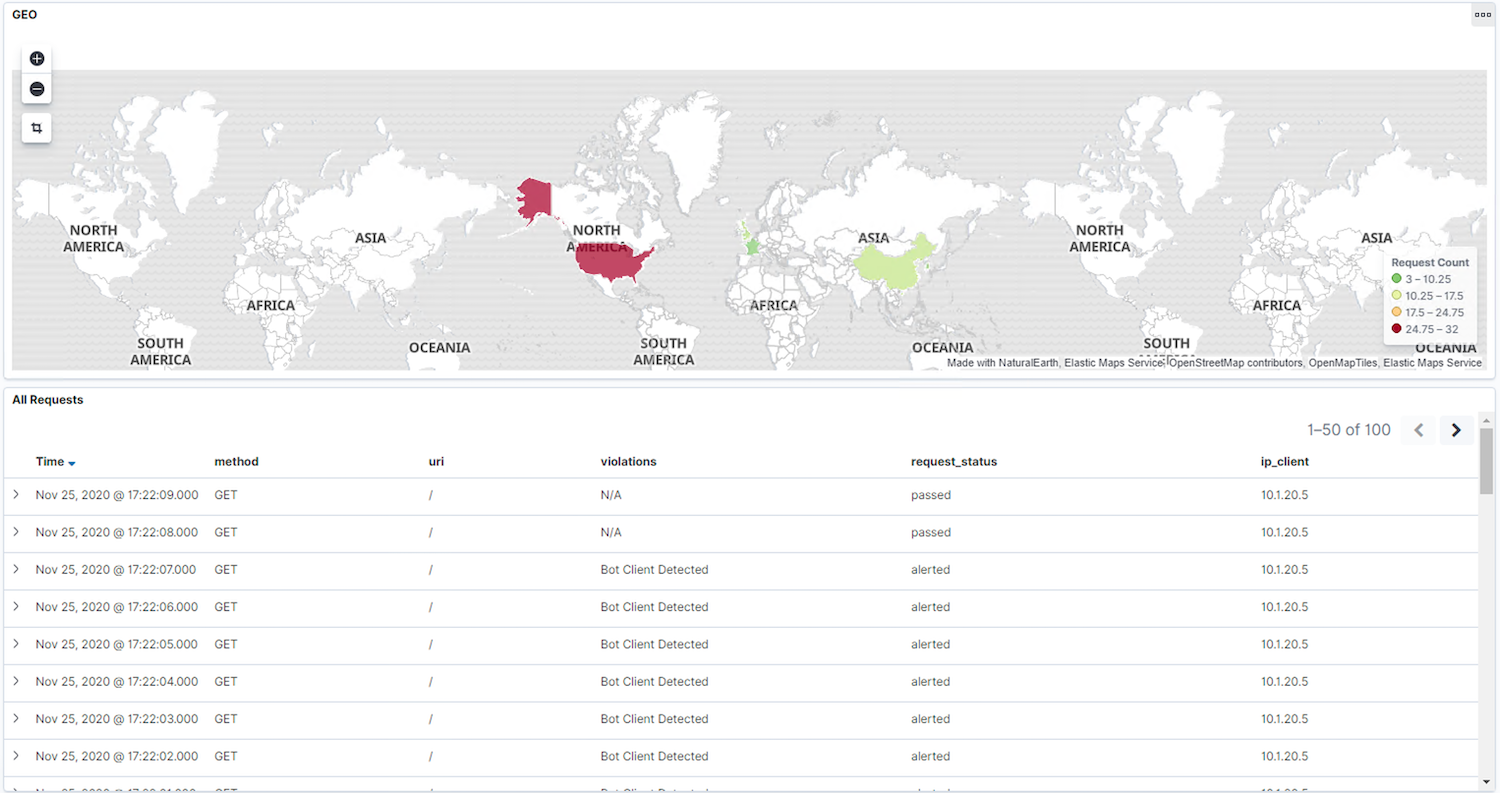 GEO
NORTH AMERICA
ASIA
AFRICA
SOUTH AMERICA
OCEANIA
NORTH AMERICA
ASIA
AFRICA
SOUTH AMERICA
OCEANIA
NORTH AMERICA
ASIA
AFRICA
SOUTH AMERICA
OCEANIA
Request Count
3 – 10.25
10.25 – 17.5
17.5 – 24.75
24.75 – 32
Made with NaturalEarth, Elastic Maps Service, OpenStreetMap contributors, OpenMapTiles, Elastic Maps Service
All Requests
1–50 of 100
Time method uri violations request_status ip_client
Nov 25, 2020 @ 17:22:09.000 GET / N/A passed 10.1.20.5
Nov 25, 2020 @ 17:22:08.000 GET / N/A passed 10.1.20.5
Nov 25, 2020 @ 17:22:07.000 GET / Bot Client Detected alerted 10.1.20.5
Nov 25, 2020 @ 17:22:06.000 GET / Bot Client Detected alerted 10.1.20.5
Nov 25, 2020 @ 17:22:05.000 GET / Bot Client Detected alerted 10.1.20.5
Nov 25, 2020 @ 17:22:04.000 GET / Bot Client Detected alerted 10.1.20.5
Nov 25, 2020 @ 17:22:03.000 GET / Bot Client Detected alerted 10.1.20.5
Nov 25, 2020 @ 17:22:02.000 GET / Bot Client Detected alerted 10.1.20.5